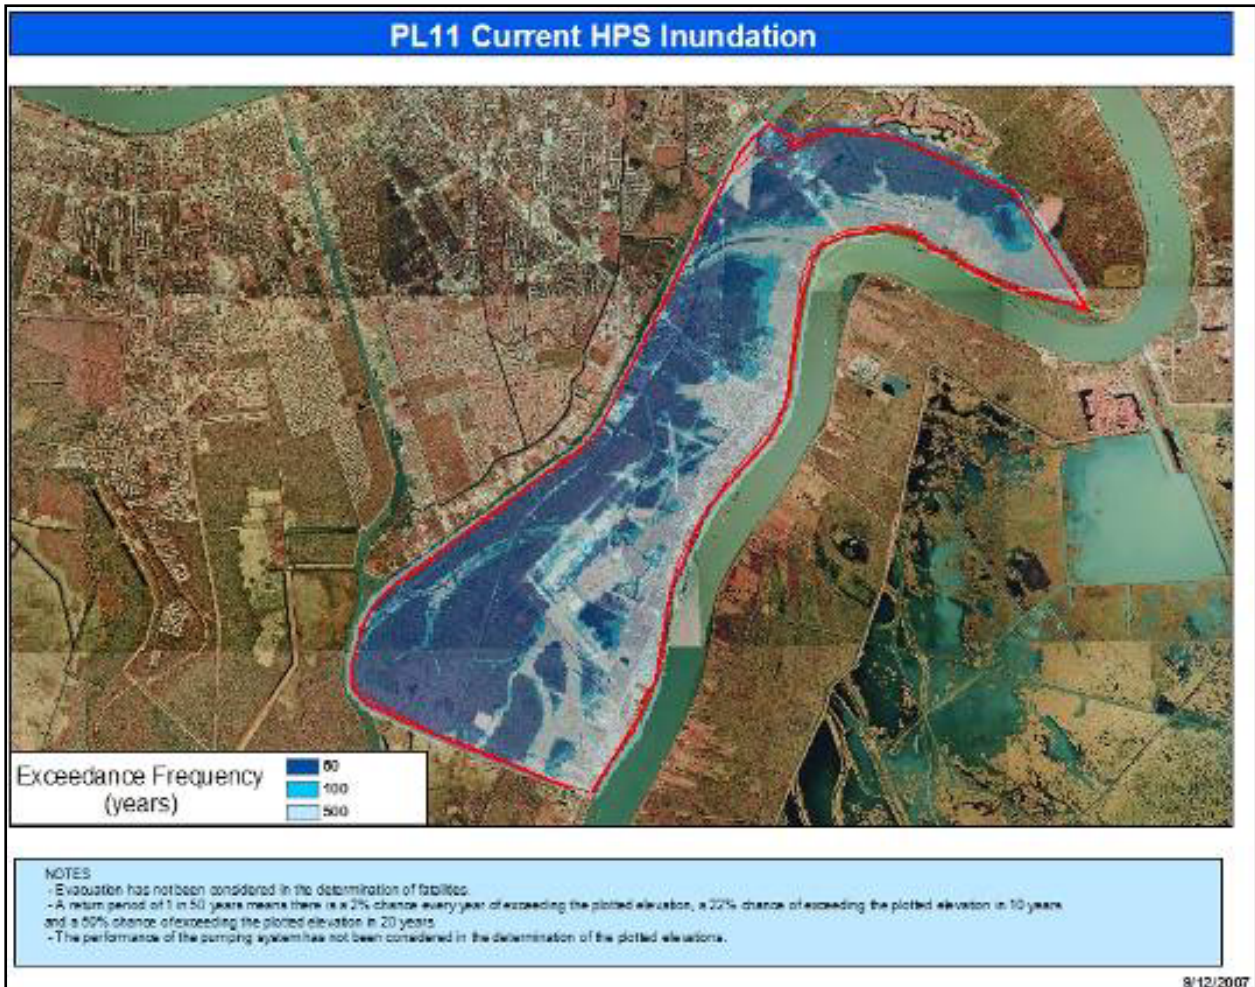 PL11 Current HPS Inundation
Exceedance Frequency
(years)
50
100
500
NOTES
- Evacuation has not been considered in the determination of fatalities.
- A return period of 1 in 50 years means there is a 2% chance every year of exceeding the plotted elevation, a 22% chance of exceeding the plotted elevation in 10 years
and a 50% chance of exceeding the plotted elevation in 20 years
- The performance of the pumping system has not been considered in the determination of the plotted elevations.
9/12/2007